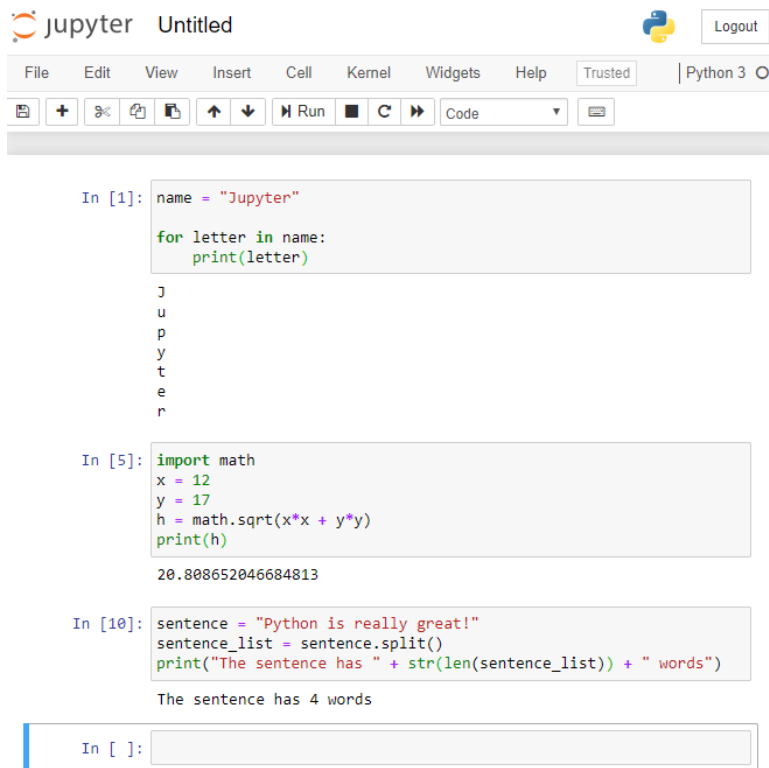 jupyter Untitled Logout
File Edit View Insert Cell Kernel Widgets Help Trusted Python 3
Run Code
In [1]: name = "Jupyter"
for letter in name:
    print(letter)
J
u
p
y
t
e
r
In [5]: import math
x = 12
y = 17
h = math.sqrt(x*x + y*y)
print(h)
20.808652046684813
In [10]: sentence = "Python is really great!"
sentence_list = sentence.split()
print("The sentence has " + str(len(sentence_list)) + " words")
The sentence has 4 words
In [ ]: